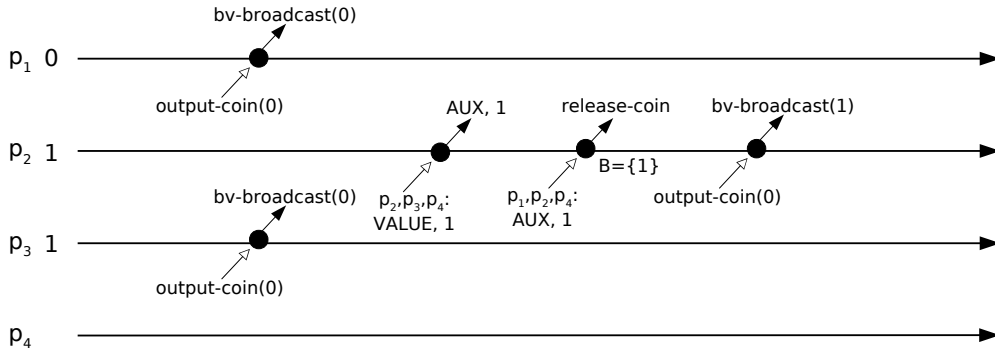 bv-broadcast(0)
p1 0
output-coin(0)
AUX, 1
release-coin
bv-broadcast(1)
p2 1
B={1}
p2,p3,p4:
VALUE, 1
p1,p2,p4:
AUX, 1
output-coin(0)
bv-broadcast(0)
p3 1
output-coin(0)
p4